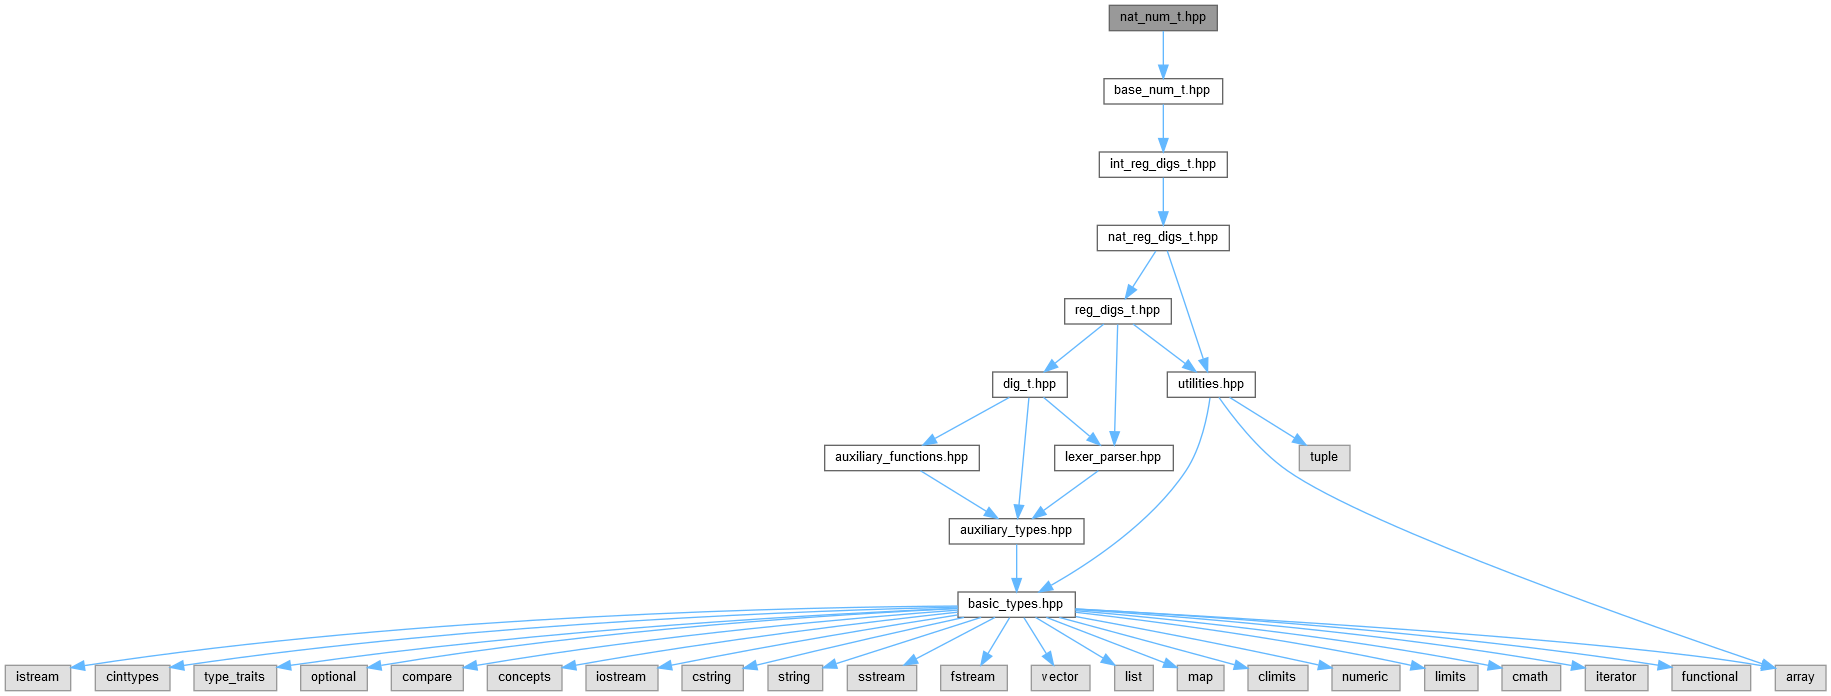 nat_num_t.hpp
base_num_t.hpp
int_reg_digs_t.hpp
nat_reg_digs_t.hpp
reg_digs_t.hpp
dig_t.hpp
utilities.hpp
auxiliary_functions.hpp
lexer_parser.hpp
tuple
auxiliary_types.hpp
basic_types.hpp
istream
cinttypes
type_traits
optional
compare
concepts
iostream
cstring
string
sstream
fstream
vector
list
map
climits
numeric
limits
cmath
iterator
functional
array